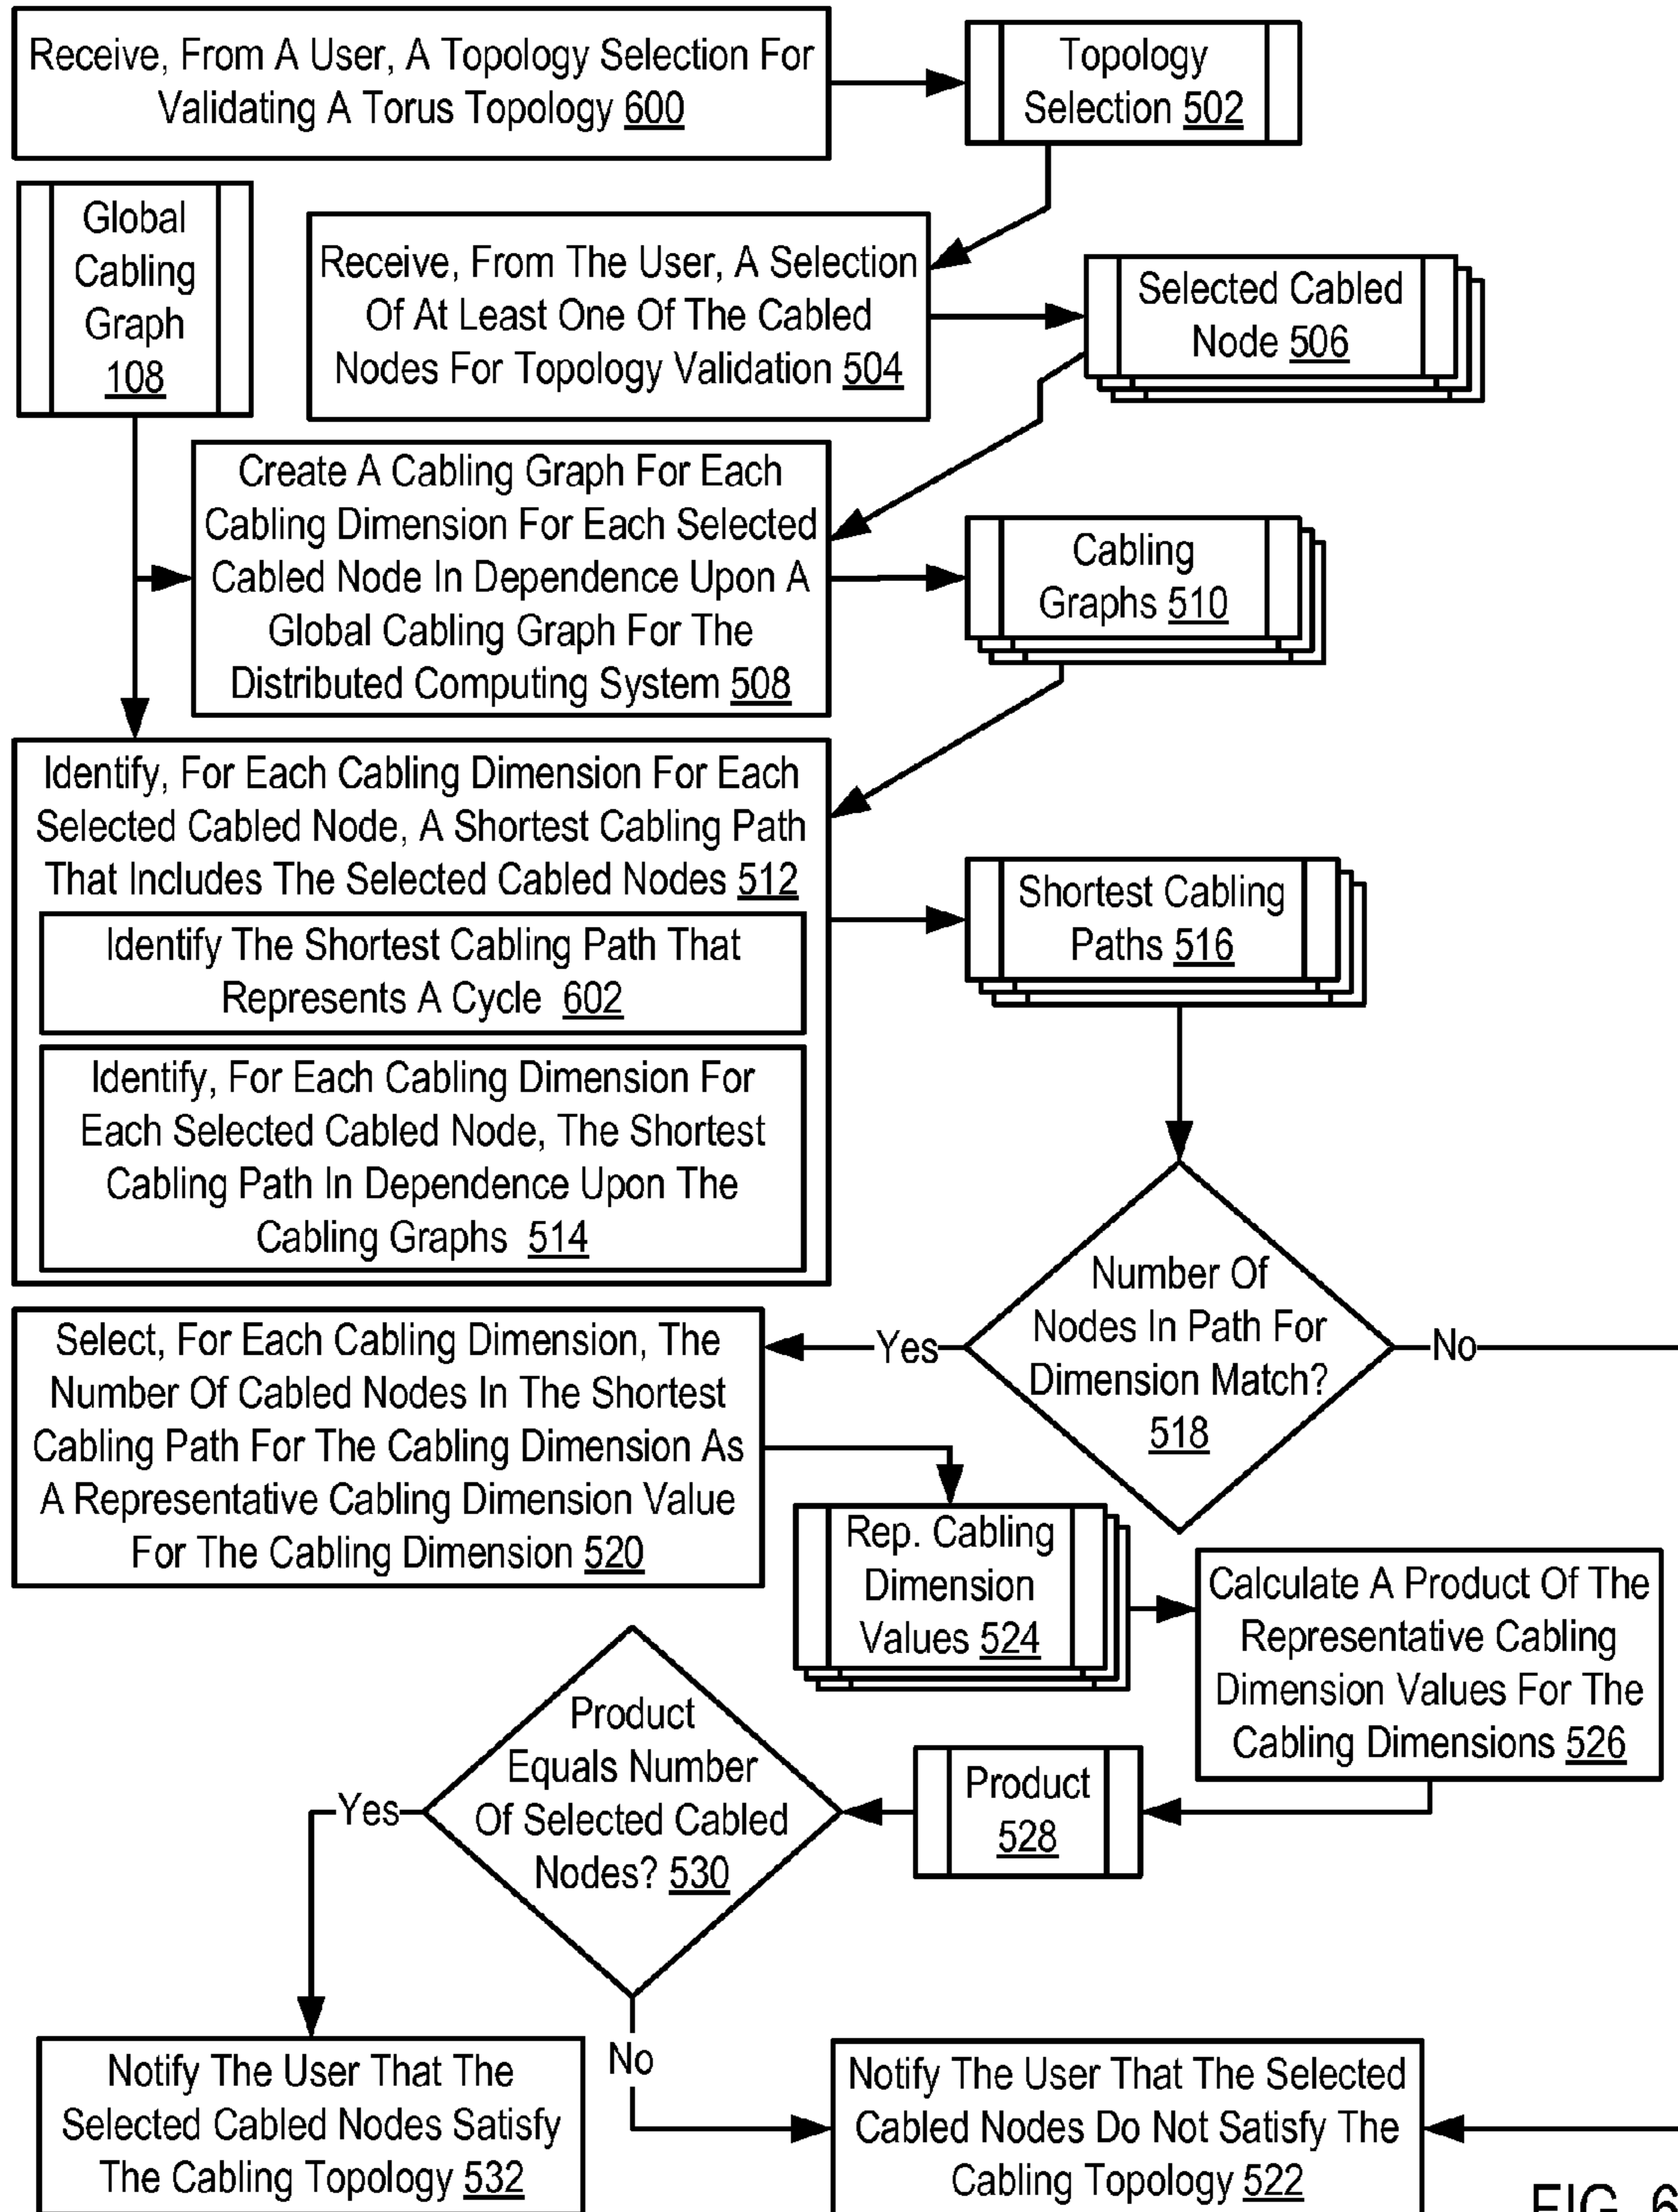 Receive, From A User, A Topology Selection For
Validating A Torus Topology 600
Topology
Selection 502
Global
Cabling
Graph
108
Receive, From The User, A Selection
Of At Least One Of The Cabled
Nodes For Topology Validation 504
Selected Cabled
Node 506
Create A Cabling Graph For Each
Cabling Dimension For Each Selected
Cabled Node In Dependence Upon A
Global Cabling Graph For The
Distributed Computing System 508
Cabling
Graphs 510
Identify, For Each Cabling Dimension For Each
Selected Cabled Node, A Shortest Cabling Path
That Includes The Selected Cabled Nodes 512
Identify The Shortest Cabling Path That
Represents A Cycle 602
Identify, For Each Cabling Dimension For
Each Selected Cabled Node, The Shortest
Cabling Path In Dependence Upon The
Cabling Graphs 514
Shortest Cabling
Paths 516
Number Of
Nodes In Path For
Dimension Match?
518
Yes
No
Select, For Each Cabling Dimension, The
Number Of Cabled Nodes In The Shortest
Cabling Path For The Cabling Dimension As
A Representative Cabling Dimension Value
For The Cabling Dimension 520
Rep. Cabling
Dimension
Values 524
Calculate A Product Of The
Representative Cabling
Dimension Values For The
Cabling Dimensions 526
Product
528
Product
Equals Number
Of Selected Cabled
Nodes? 530
Yes
No
Notify The User That The
Selected Cabled Nodes Satisfy
The Cabling Topology 532
Notify The User That The Selected
Cabled Nodes Do Not Satisfy The
Cabling Topology 522
FIG. 6